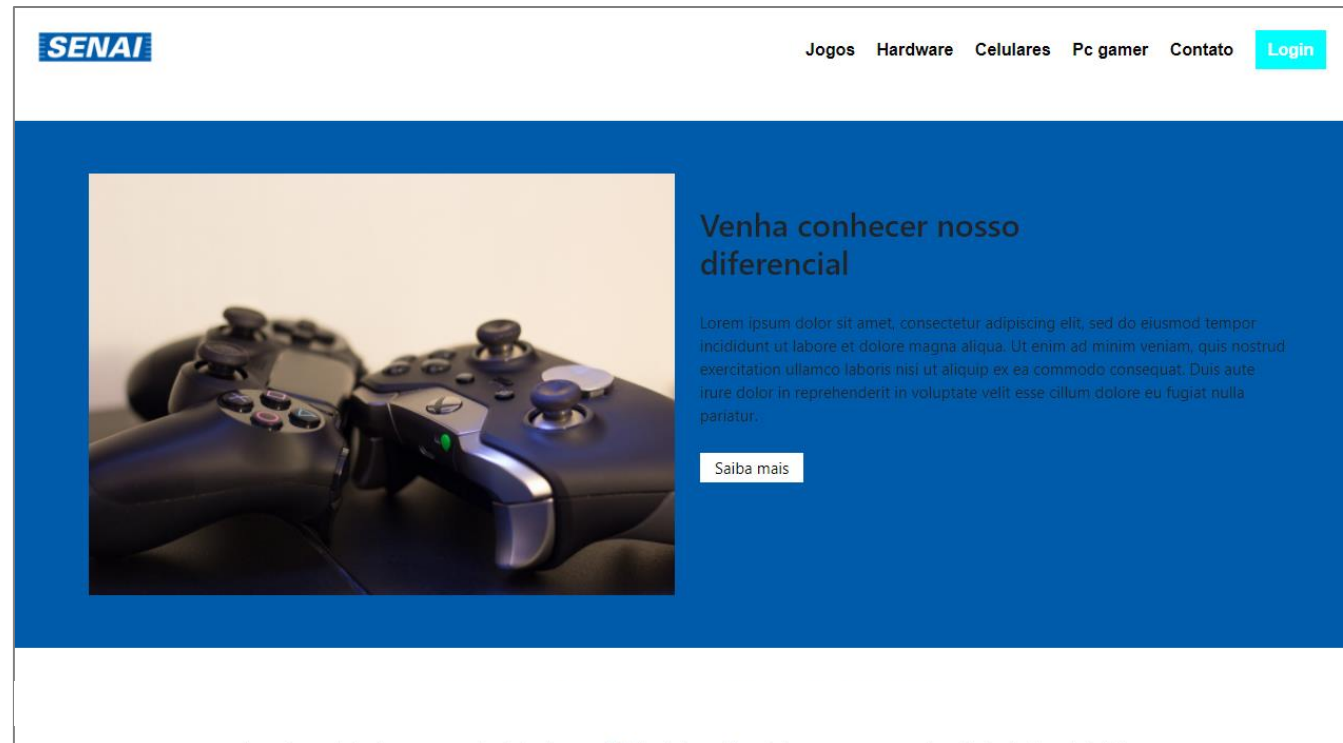 SENAI
Jogos Hardware Celulares Pc gamer Contato Login
Venha conhecer nosso
diferencial
Lorem ipsum dolor sit amet, consectetur adipiscing elit, sed do eiusmod tempor
incididunt ut labore et dolore magna aliqua. Ut enim ad minim veniam, quis nostrud
exercitation ullamco laboris nisi ut aliquip ex ea commodo consequat. Duis aute
irure dolor in reprehenderit in voluptate velit esse cillum dolore eu fugiat nulla
pariatur.
Saiba mais